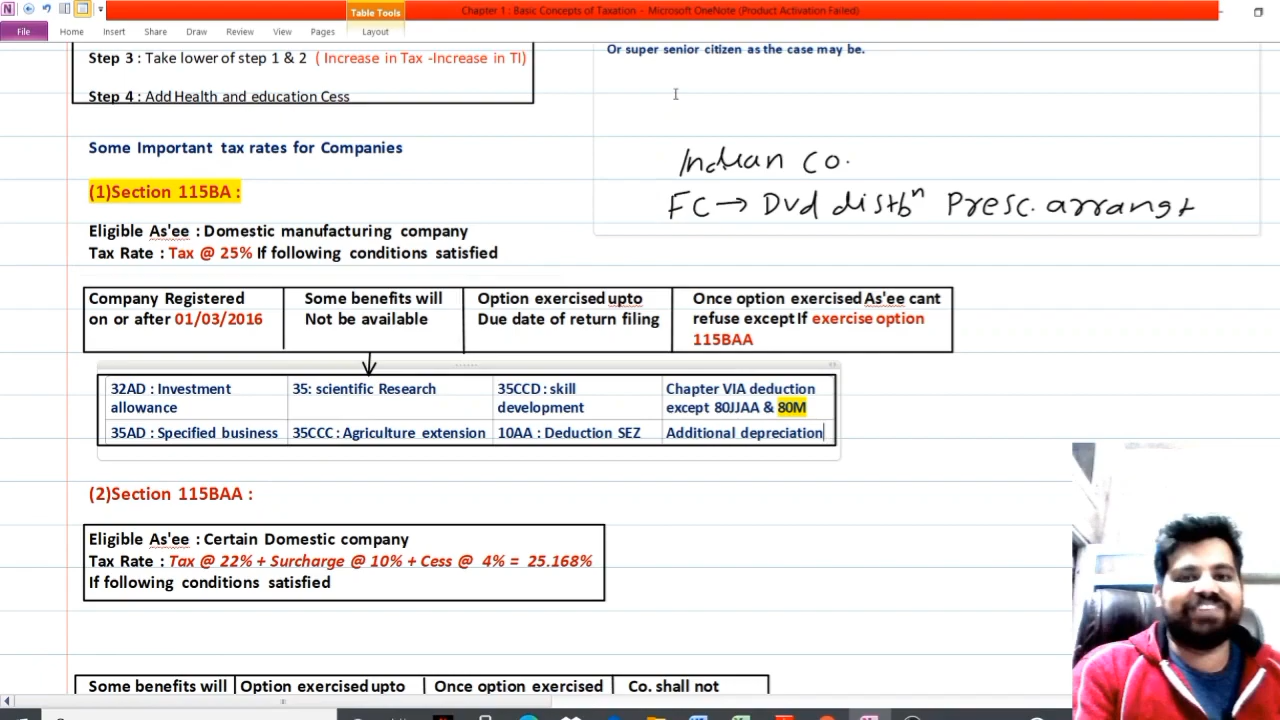 Table Tools
Chapter 1 : Basic Concepts of Taxation - Microsoft OneNote (Product Activation Failed)
File Home Insert Share Draw Review View Pages Layout
Step 3 : Take lower of step 1 & 2 ( Increase in Tax -Increase in TI)
Step 4 : Add Health and education Cess
Or super senior citizen as the case may be.
Indian Co.
FC → Dvd distbⁿ Presc. arrangt
Some Important tax rates for Companies
(1)Section 115BA :
Eligible As'ee : Domestic manufacturing company
Tax Rate : Tax @ 25% If following conditions satisfied
Company Registered
on or after 01/03/2016
Some benefits will
Not be available
Option exercised upto
Due date of return filing
Once option exercised As'ee cant
refuse except If exercise option
115BAA
32AD : Investment
allowance
35: scientific Research
35CCD : skill
development
Chapter VIA deduction
except 80JJAA & 80M
35AD : Specified business
35CCC : Agriculture extension
10AA : Deduction SEZ
Additional depreciation
(2)Section 115BAA :
Eligible As'ee : Certain Domestic company
Tax Rate : Tax @ 22% + Surcharge @ 10% + Cess @ 4% = 25.168%
If following conditions satisfied
Some benefits will
Option exercised upto
Once option exercised
Co. shall not